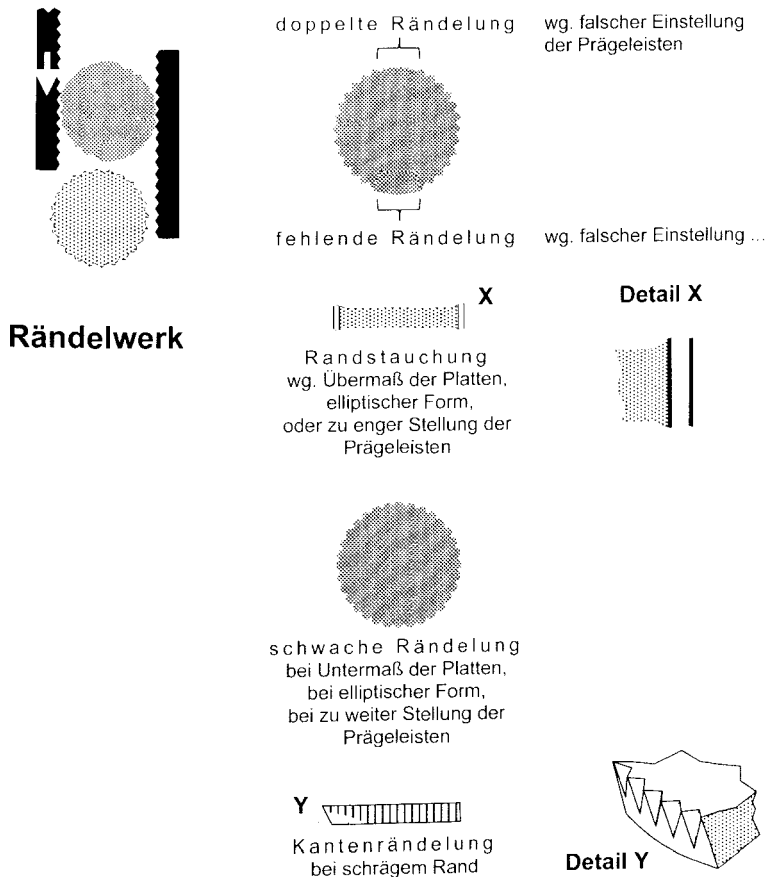 doppelte Rändelung
wg. falscher Einstellung
der Prägeleisten
fehlende Rändelung
wg. falscher Einstellung ...
Rändelwerk
X
Detail X
Randstauchung
wg. Übermaß der Platten,
elliptischer Form,
oder zu enger Stellung der
Prägeleisten
schwache Rändelung
bei Untermaß der Platten,
bei elliptischer Form,
bei zu weiter Stellung der
Prägeleisten
Y
Kantenrändelung
bei schrägem Rand
Detail Y